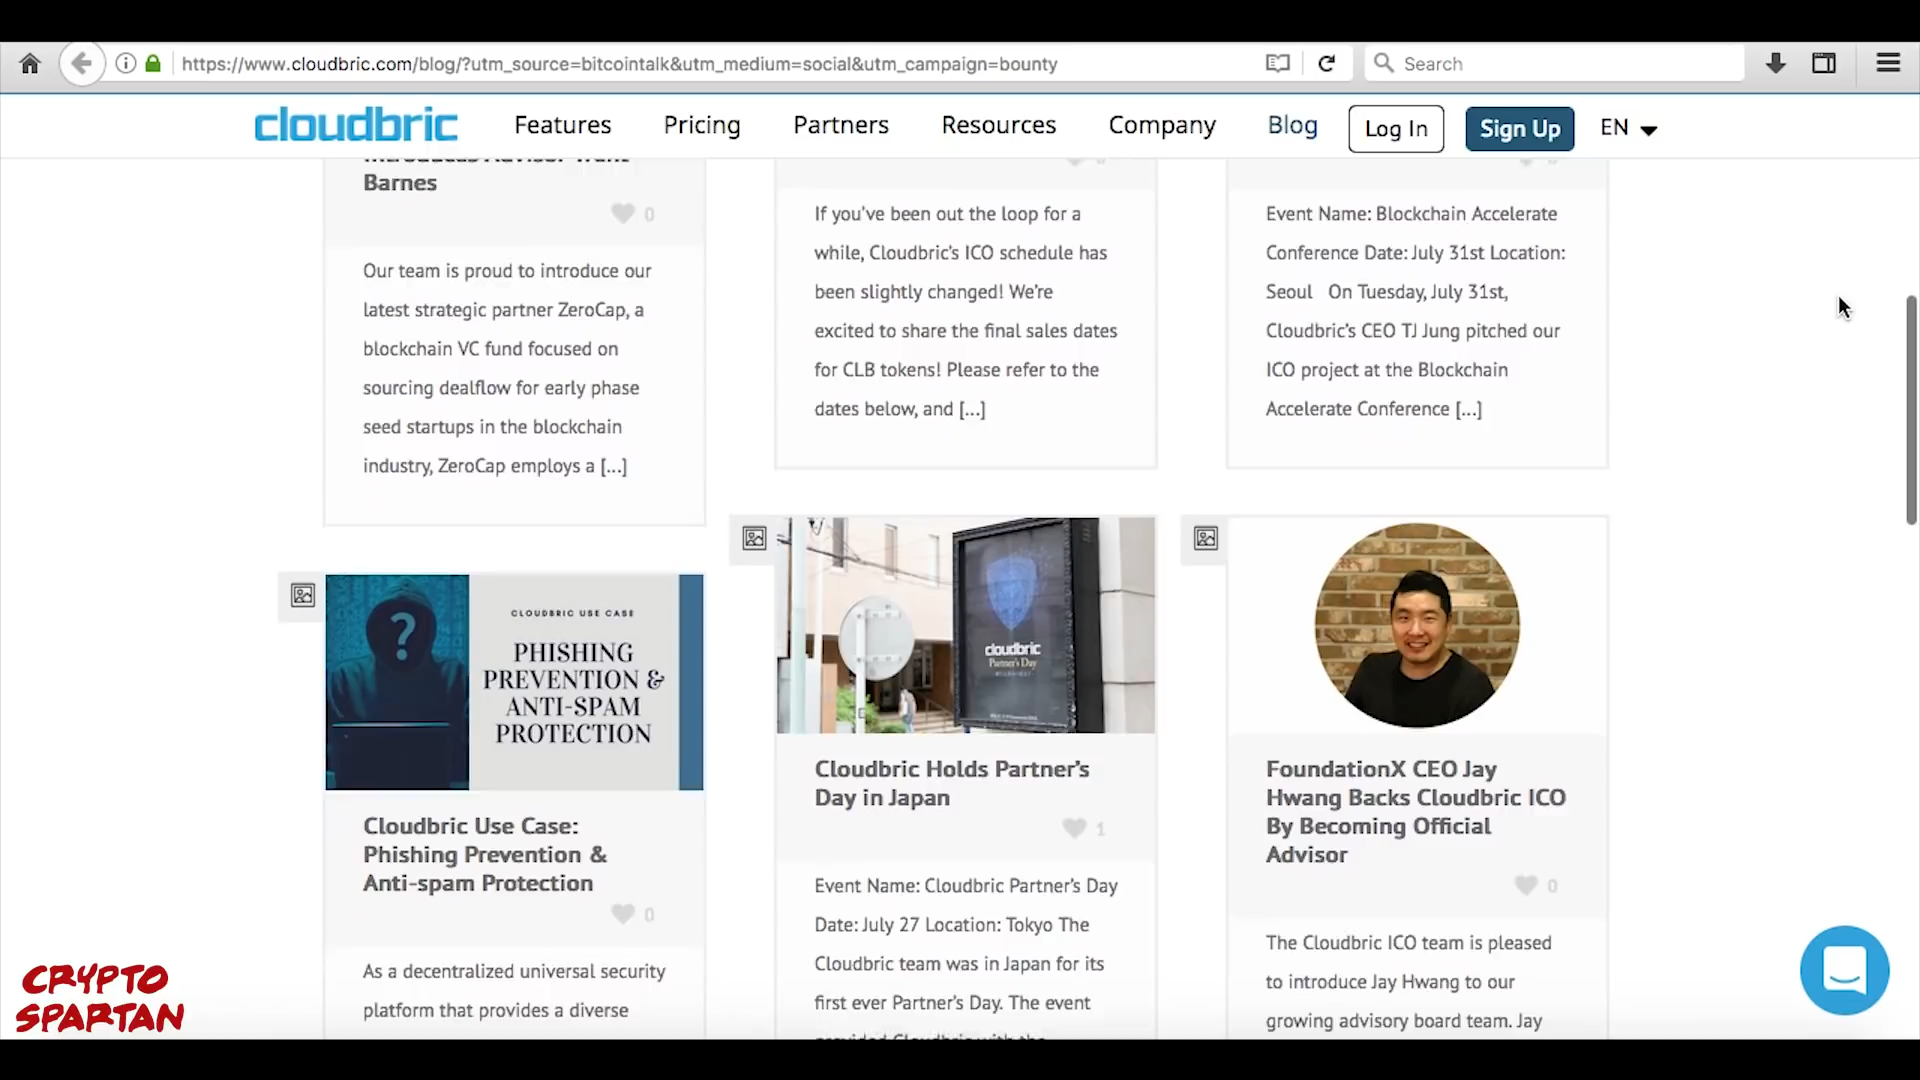 https://www.cloudbric.com/blog/?utm_source=bitcointalk&utm_medium=social&utm_campaign=bounty
Search
cloudbric
Features
Pricing
Partners
Resources
Company
Blog
Log In
Sign Up
EN
Barnes
0
Our team is proud to introduce our
latest strategic partner ZeroCap, a
blockchain VC fund focused on
sourcing dealflow for early phase
seed startups in the blockchain
industry, ZeroCap employs a [...]
If you've been out the loop for a
while, Cloudbric's ICO schedule has
been slightly changed! We're
excited to share the final sales dates
for CLB tokens! Please refer to the
dates below, and [...]
Event Name: Blockchain Accelerate
Conference Date: July 31st Location:
Seoul On Tuesday, July 31st,
Cloudbric's CEO TJ Jung pitched our
ICO project at the Blockchain
Accelerate Conference [...]
?
CLOUDBRIC USE CASE
PHISHING
PREVENTION &
ANTI-SPAM
PROTECTION
Cloudbric Use Case:
Phishing Prevention &
Anti-spam Protection
0
As a decentralized universal security
platform that provides a diverse
cloudbric
Partner's Day
Cloudbric Holds Partner's
Day in Japan
1
Event Name: Cloudbric Partner's Day
Date: July 27 Location: Tokyo The
Cloudbric team was in Japan for its
first ever Partner's Day. The event
FoundationX CEO Jay
Hwang Backs Cloudbric ICO
By Becoming Official
Advisor
0
The Cloudbric ICO team is pleased
to introduce Jay Hwang to our
growing advisory board team. Jay
CRYPTO
SPARTAN